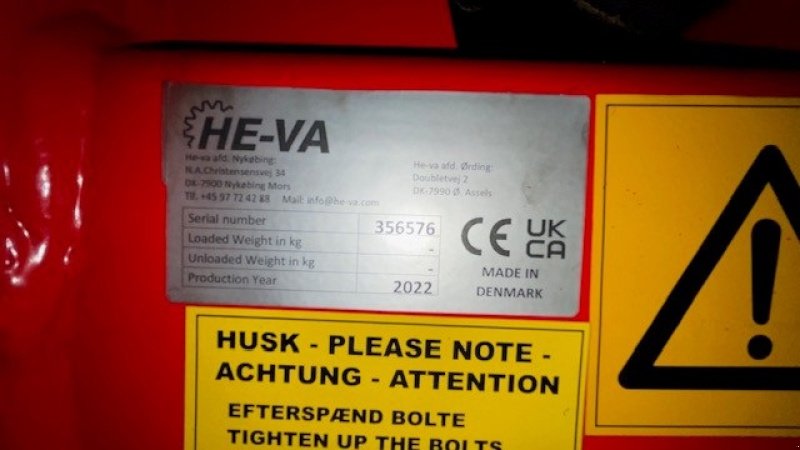 HE-VA
He-va afd. Nykøbing:
N.A.Christensensvej 34
DK-7900 Nykøbing Mors
Tlf. +45 97 72 42 88 Mail: info@he-va.com
He-va afd. Ørding:
Doubletvej 2
DK-7990 Ø. Assels
Serial number 356576
Loaded Weight in kg -
Unloaded Weight in kg -
Production Year 2022
CE UK
CA
MADE IN
DENMARK
HUSK - PLEASE NOTE -
ACHTUNG - ATTENTION
EFTERSPÆND BOLTE
TIGHTEN UP THE BOLTS